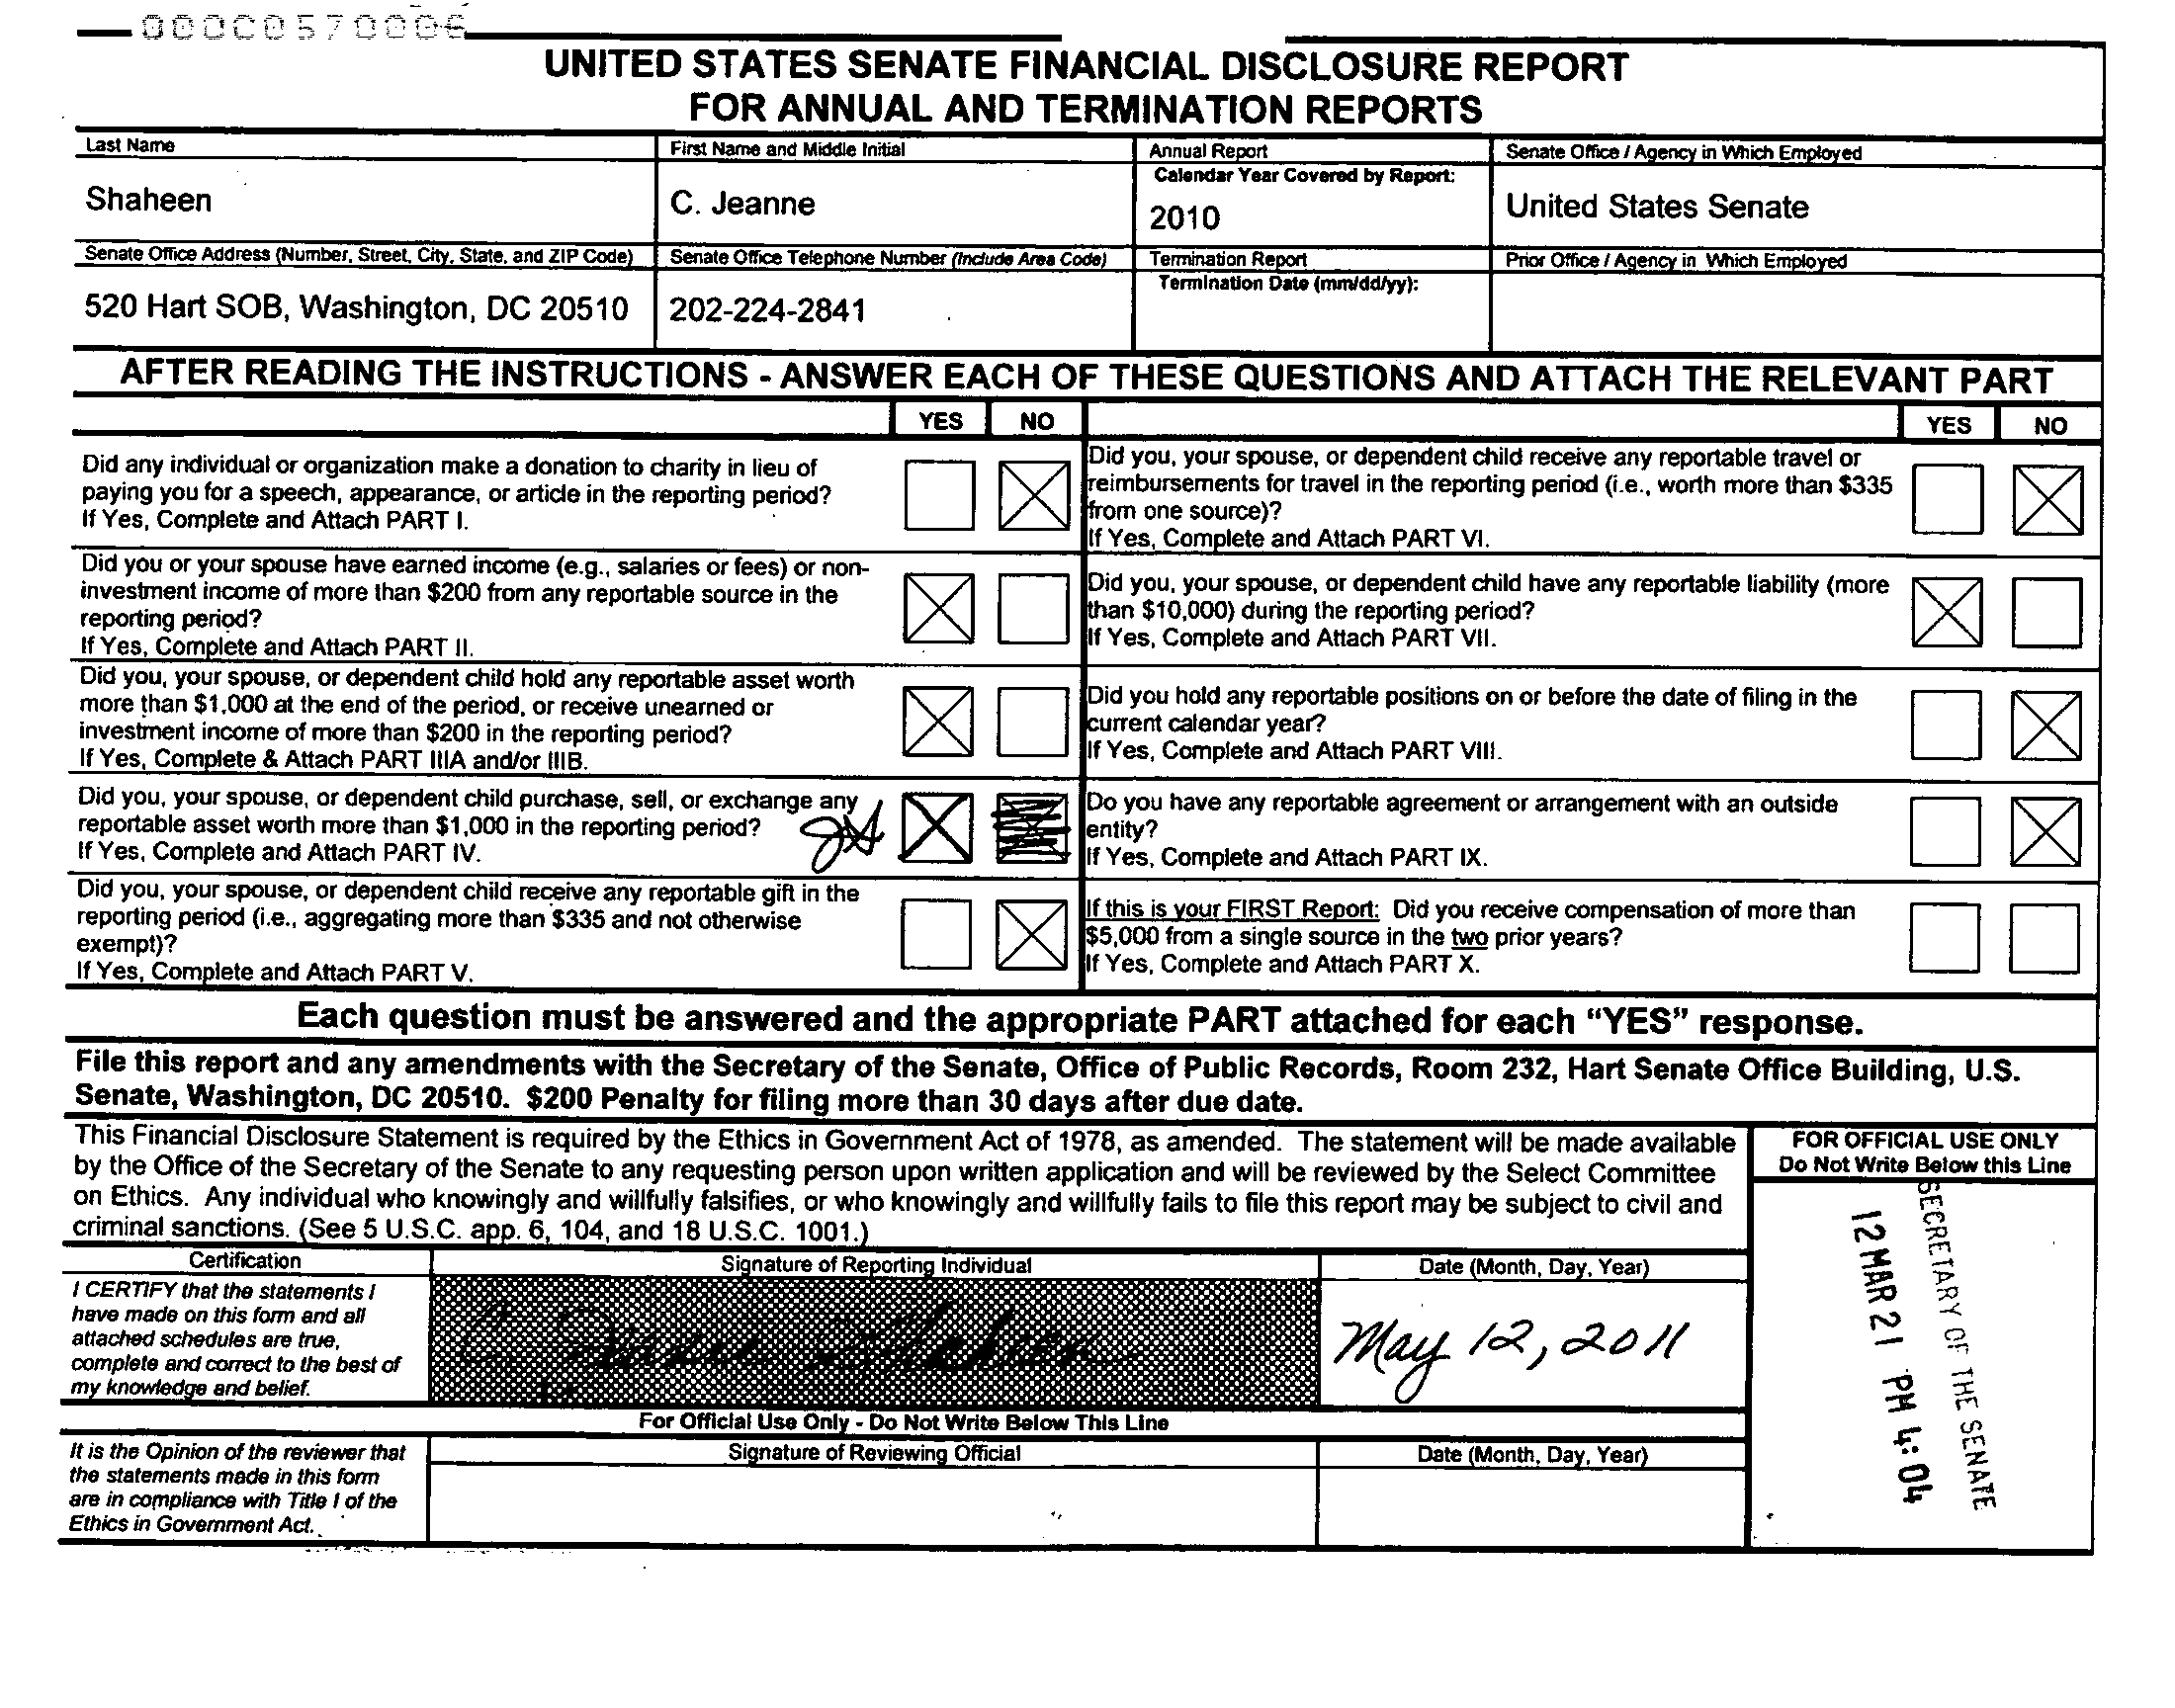 000C0570006
UNITED STATES SENATE FINANCIAL DISCLOSURE REPORT
FOR ANNUAL AND TERMINATION REPORTS
Last Name
First Name and Middle Initial
Annual Report
Senate Office / Agency in Which Employed
Calendar Year Covered by Report:
Shaheen
C. Jeanne
2010
United States Senate
Senate Office Address (Number, Street, City, State, and ZIP Code)
Senate Office Telephone Number (Include Area Code)
Termination Report
Prior Office / Agency in Which Employed
Termination Date (mm/dd/yy):
520 Hart SOB, Washington, DC 20510
202-224-2841
AFTER READING THE INSTRUCTIONS - ANSWER EACH OF THESE QUESTIONS AND ATTACH THE RELEVANT PART
YES
NO
YES
NO
Did any individual or organization make a donation to charity in lieu of
paying you for a speech, appearance, or article in the reporting period?
If Yes, Complete and Attach PART I.
Did you, your spouse, or dependent child receive any reportable travel or
reimbursements for travel in the reporting period (i.e., worth more than $335
from one source)?
If Yes, Complete and Attach PART VI.
Did you or your spouse have earned income (e.g., salaries or fees) or non-
investment income of more than $200 from any reportable source in the
reporting period?
If Yes, Complete and Attach PART II.
Did you, your spouse, or dependent child have any reportable liability (more
than $10,000) during the reporting period?
If Yes, Complete and Attach PART VII.
Did you, your spouse, or dependent child hold any reportable asset worth
more than $1,000 at the end of the period, or receive unearned or
investment income of more than $200 in the reporting period?
If Yes, Complete & Attach PART IIIA and/or IIIB.
Did you hold any reportable positions on or before the date of filing in the
current calendar year?
If Yes, Complete and Attach PART VIII.
Did you, your spouse, or dependent child purchase, sell, or exchange any
reportable asset worth more than $1,000 in the reporting period?
If Yes, Complete and Attach PART IV.
Do you have any reportable agreement or arrangement with an outside
entity?
If Yes, Complete and Attach PART IX.
Did you, your spouse, or dependent child receive any reportable gift in the
reporting period (i.e., aggregating more than $335 and not otherwise
exempt)?
If Yes, Complete and Attach PART V.
If this is your FIRST Report: Did you receive compensation of more than
$5,000 from a single source in the two prior years?
If Yes, Complete and Attach PART X.
Each question must be answered and the appropriate PART attached for each “YES” response.
File this report and any amendments with the Secretary of the Senate, Office of Public Records, Room 232, Hart Senate Office Building, U.S.
Senate, Washington, DC 20510. $200 Penalty for filing more than 30 days after due date.
This Financial Disclosure Statement is required by the Ethics in Government Act of 1978, as amended. The statement will be made available
by the Office of the Secretary of the Senate to any requesting person upon written application and will be reviewed by the Select Committee
on Ethics. Any individual who knowingly and willfully falsifies, or who knowingly and willfully fails to file this report may be subject to civil and
criminal sanctions. (See 5 U.S.C. app. 6, 104, and 18 U.S.C. 1001.)
FOR OFFICIAL USE ONLY
Do Not Write Below this Line
SECRETARY OF THE SENATE
12 MAR 21 PM 4:04
Certification
Signature of Reporting Individual
Date (Month, Day, Year)
I CERTIFY that the statements I
have made on this form and all
attached schedules are true,
complete and correct to the best of
my knowledge and belief.
C. Jeanne Shaheen
May 12, 2011
For Official Use Only - Do Not Write Below This Line
It is the Opinion of the reviewer that
the statements made in this form
are in compliance with Title I of the
Ethics in Government Act.
Signature of Reviewing Official
Date (Month, Day, Year)